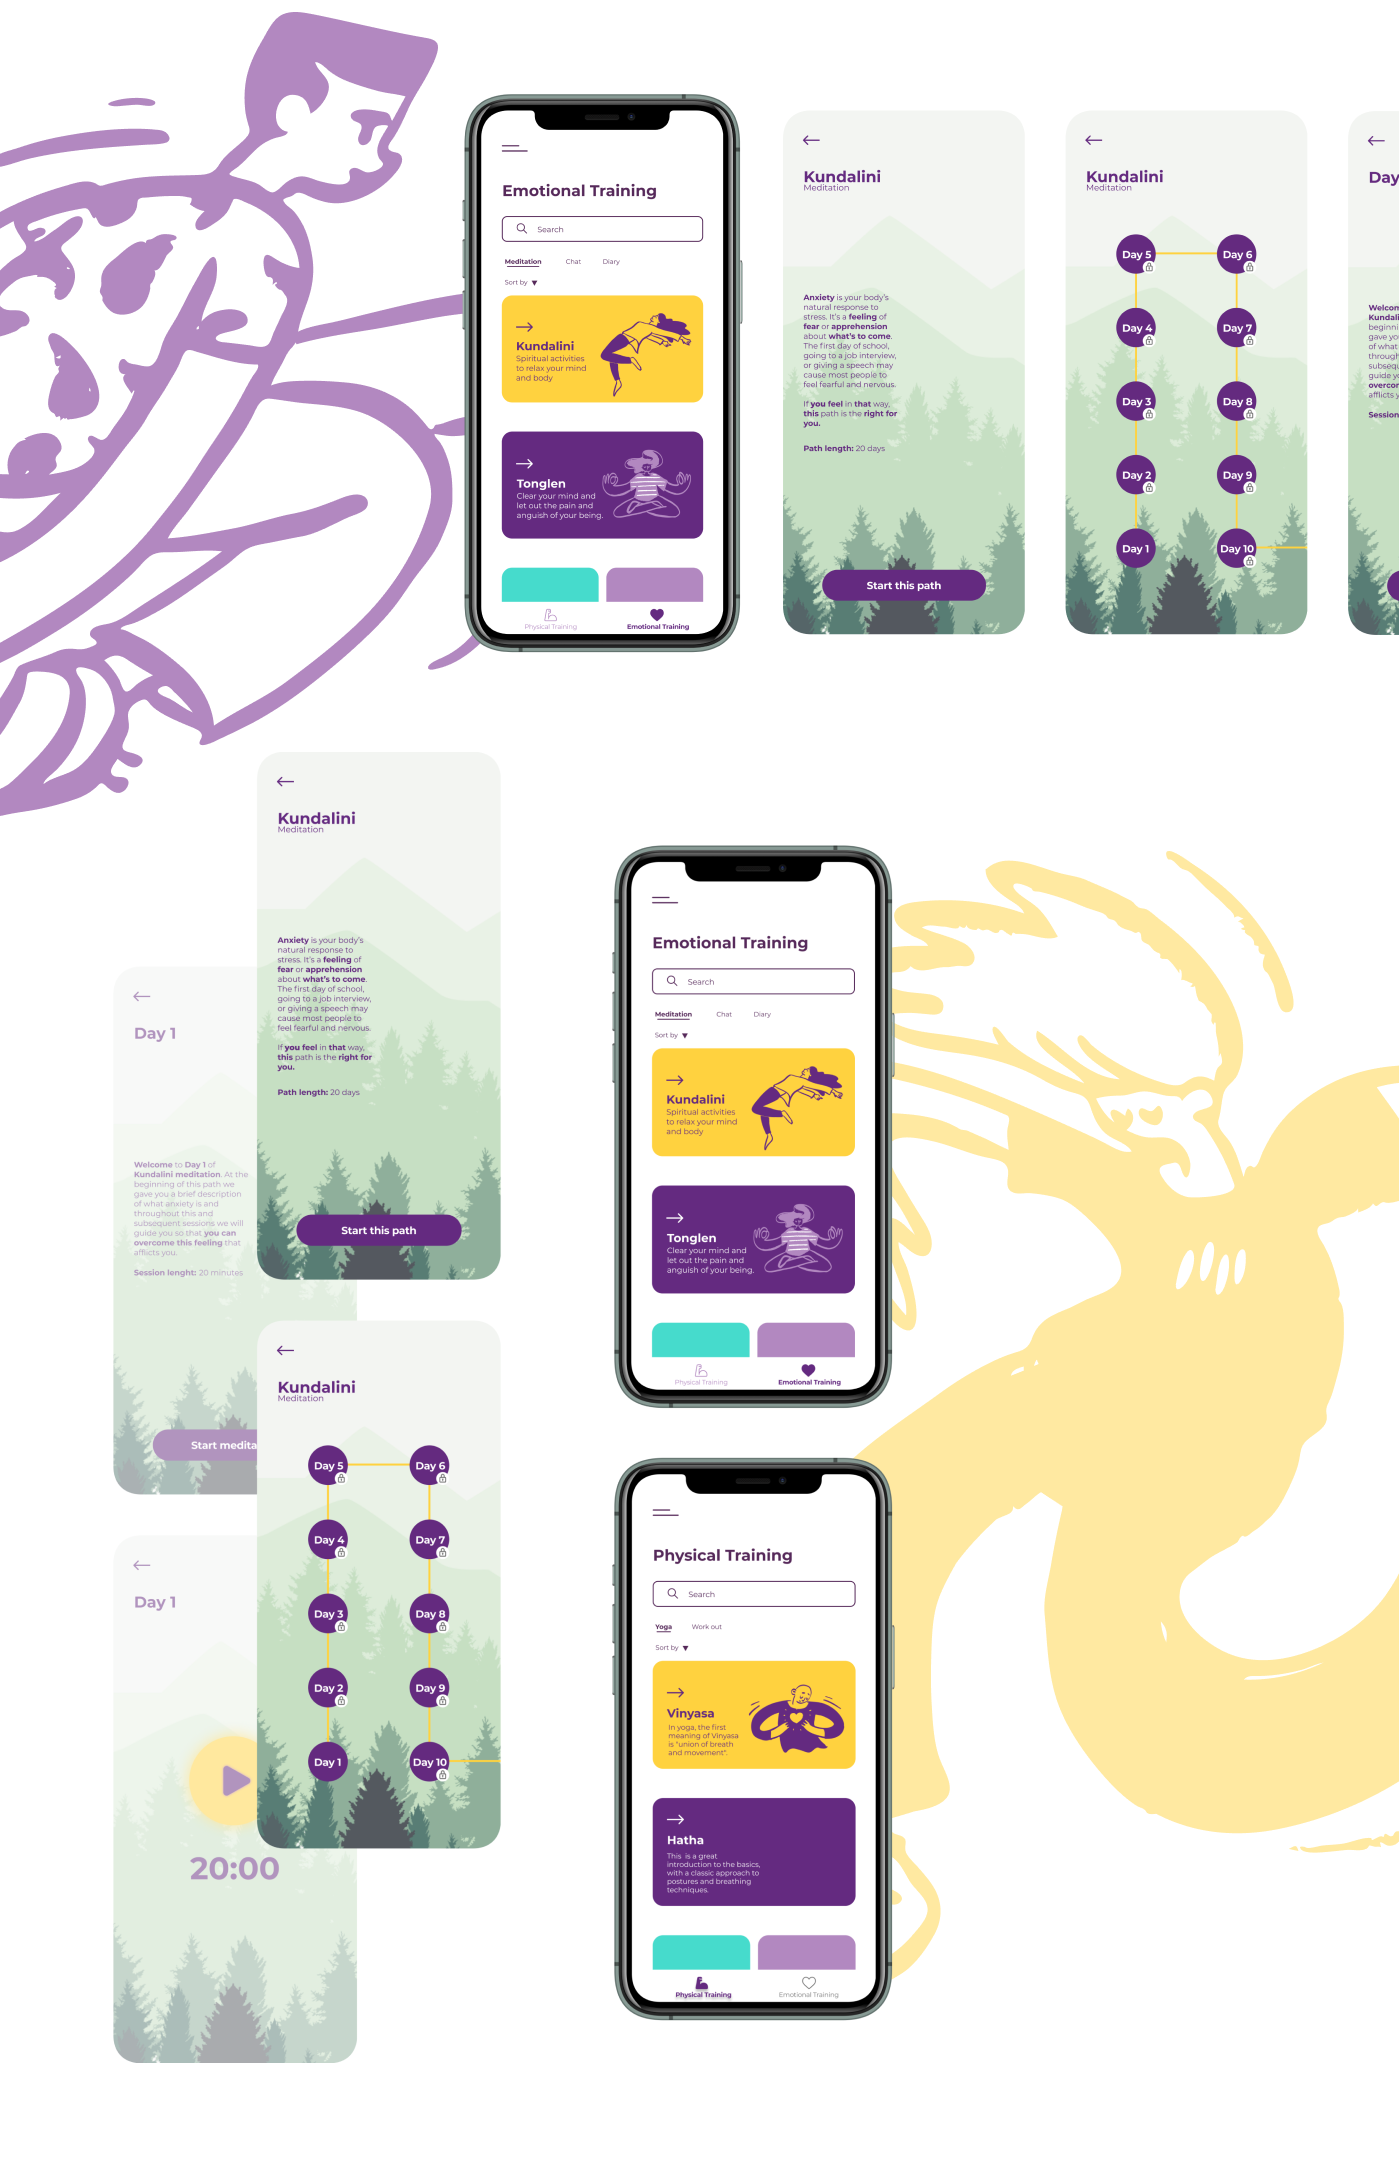 Emotional Training
Search
Meditation Chat Diary
Sort by
Kundalini
Spiritual activities
to relax your mind
and body
Tonglen
Clear your mind and
let out the pain and
anguish of your being.
Physical Training Emotional Training
Kundalini
Meditation
Anxiety is your body's
natural response to
stress. It's a feeling of
fear or apprehension
about what's to come.
The first day of school,
going to a job interview,
or giving a speech may
cause most people to
feel fearful and nervous.
If you feel in that way,
this path is the right for
you.
Path length: 20 days
Start this path
Kundalini
Meditation
Day 5 Day 6
Day 4 Day 7
Day 3 Day 8
Day 2 Day 9
Day 1 Day 10
Day
Welcom
Kundali
beginni
gave you
of what
through
subsequ
guide yo
overcom
afflicts y
Session
Kundalini
Meditation
Anxiety is your body's
natural response to
stress. It's a feeling of
fear or apprehension
about what's to come.
The first day of school,
going to a job interview,
or giving a speech may
cause most people to
feel fearful and nervous.
If you feel in that way,
this path is the right for
you.
Path length: 20 days
Start this path
Day 1
Welcome to Day 1 of
Kundalini meditation. At the
beginning of this path we
gave you a brief description
of what anxiety is and
throughout this and
subsequent sessions we will
guide you so that you can
overcome this feeling that
afflicts you.
Session lenght: 20 minutes
Start medita
Kundalini
Meditation
Day 5 Day 6
Day 4 Day 7
Day 3 Day 8
Day 2 Day 9
Day 1 Day 10
Day 1
20:00
Emotional Training
Search
Meditation Chat Diary
Sort by
Kundalini
Spiritual activities
to relax your mind
and body
Tonglen
Clear your mind and
let out the pain and
anguish of your being.
Physical Training Emotional Training
Physical Training
Search
Yoga Work out
Sort by
Vinyasa
In yoga, the first
meaning of Vinyasa
is "union of breath
and movement".
Hatha
This is a great
introduction to the basics,
with a classic approach to
postures and breathing
techniques.
Physical Training Emotional Training